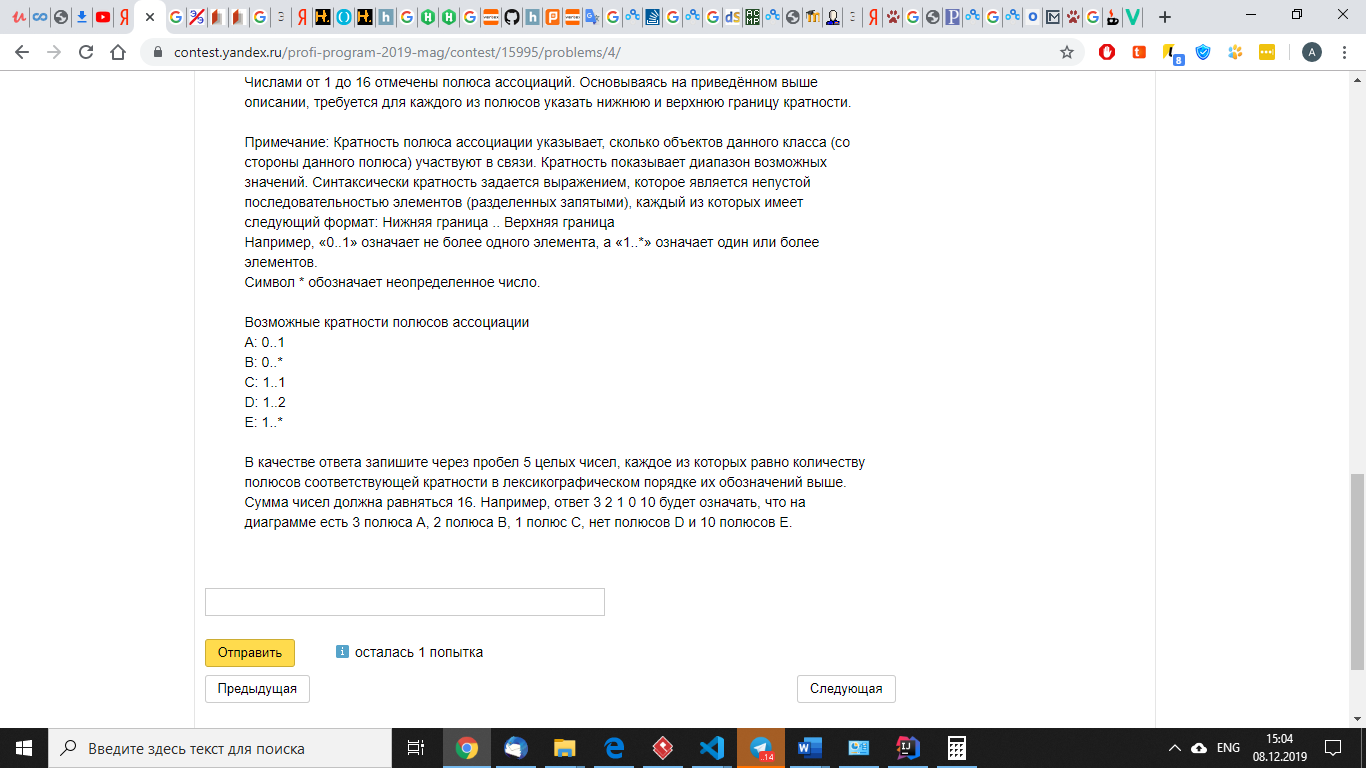 contest.yandex.ru/profi-program-2019-mag/contest/15995/problems/4/
Числами от 1 до 16 отмечены полюса ассоциаций. Основываясь на приведённом выше
описании, требуется для каждого из полюсов указать нижнюю и верхнюю границу кратности.
Примечание: Кратность полюса ассоциации указывает, сколько объектов данного класса (со
стороны данного полюса) участвуют в связи. Кратность показывает диапазон возможных
значений. Синтаксически кратность задается выражением, которое является непустой
последовательностью элементов (разделенных запятыми), каждый из которых имеет
следующий формат: Нижняя граница .. Верхняя граница
Например, «0..1» означает не более одного элемента, а «1..*» означает один или более
элементов.
Символ * обозначает неопределенное число.
Возможные кратности полюсов ассоциации
A: 0..1
B: 0..*
C: 1..1
D: 1..2
E: 1..*
В качестве ответа запишите через пробел 5 целых чисел, каждое из которых равно количеству
полюсов соответствующей кратности в лексикографическом порядке их обозначений выше.
Сумма чисел должна равняться 16. Например, ответ 3 2 1 0 10 будет означать, что на
диаграмме есть 3 полюса A, 2 полюса B, 1 полюс C, нет полюсов D и 10 полюсов E.
Отправить
осталась 1 попытка
Предыдущая
Следующая
Введите здесь текст для поиска
ENG
15:04
08.12.2019